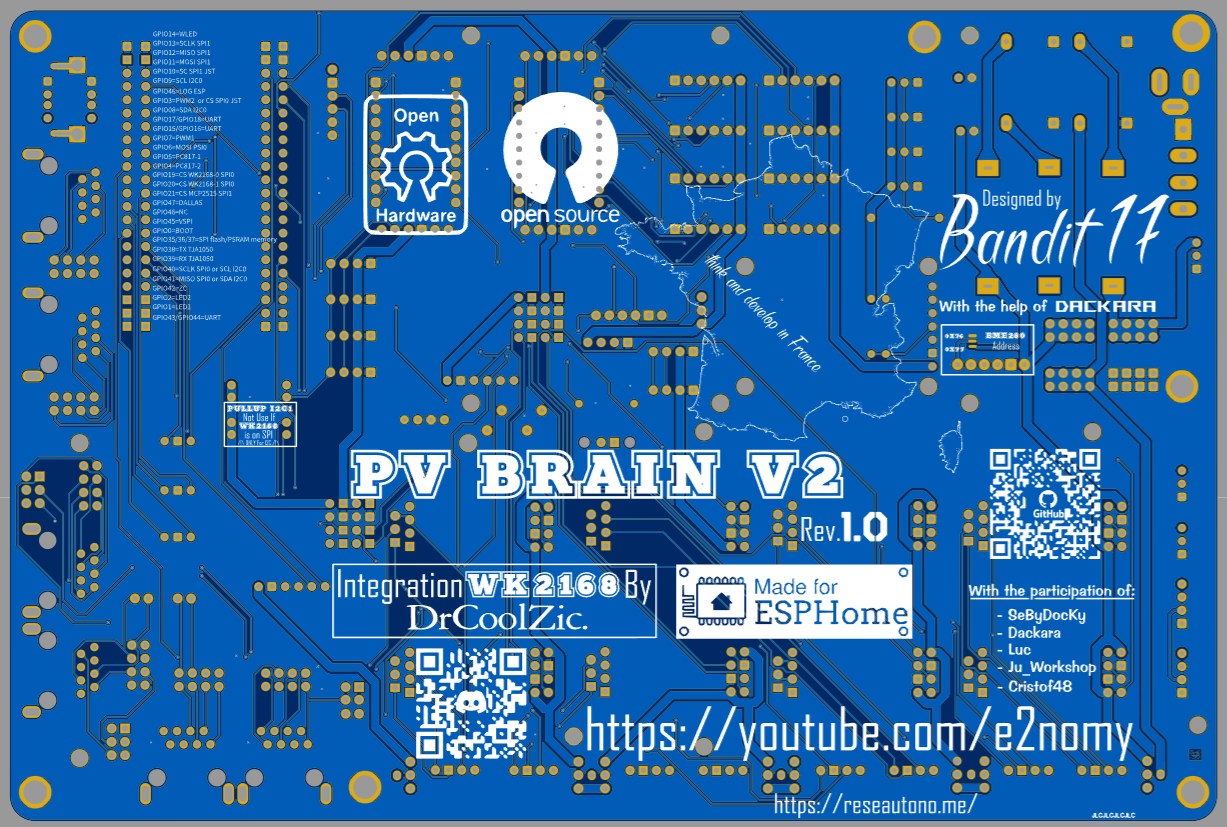 GPIO14=WLED
GPIO13=SCLK SPI1
GPIO12=MISO SPI1
GPIO11=MOSI SPI1
GPIO10=SC SPI1 JST
GPIO9=SCL I2C0
GPIO46=LOG ESP
GPIO3=PWM2 or CS SPI0 JST
GPIO08=SDA I2C0
GPIO17/GPIO18=UART
GPIO15/GPIO16=UART
GPIO7=PWM1
GPIO6=MOSI PSI0
GPIO5=PC817-1
GPIO4=PC817-2
GPIO19=CS WK2168-0 SPI0
GPIO20=CS WK2168-1 SPI0
GPIO21=CS MCP2515 SPI1
GPIO47=DALLAS
GPIO48=NC
GPIO45=VSPI
GPIO0=BOOT
GPIO35/36/37=SPI flash/PSRAM memory
GPIO38=TX TJA1050
GPIO39=RX TJA1050
GPIO40=SCLK SPI0 or SCL I2C0
GPIO41=MISO SPI0 or SDA I2C0
GPIO42=ZC
GPIO2=LED2
GPIO1=LED1
GPIO43/GPIO44=UART
Open
Hardware
open source
Designed by
Bandit 17
With the help of DACKARA
think and develop in France
0X76
0X77
BME280
Address
PULLUP I2C1
Not Use If
WK2168
is on SPI
PV BRAIN V2
Rev.1.0
GitHub
Integration WK2168 By
DrCoolZic.
Made for
ESPHome
With the participation of:
- SeByDocKy
- Dackara
- Luc
- Ju_Workshop
- Cristof48
https://youtube.com/e2nomy
https://reseautono.me/
JLCJLCJLCJLC